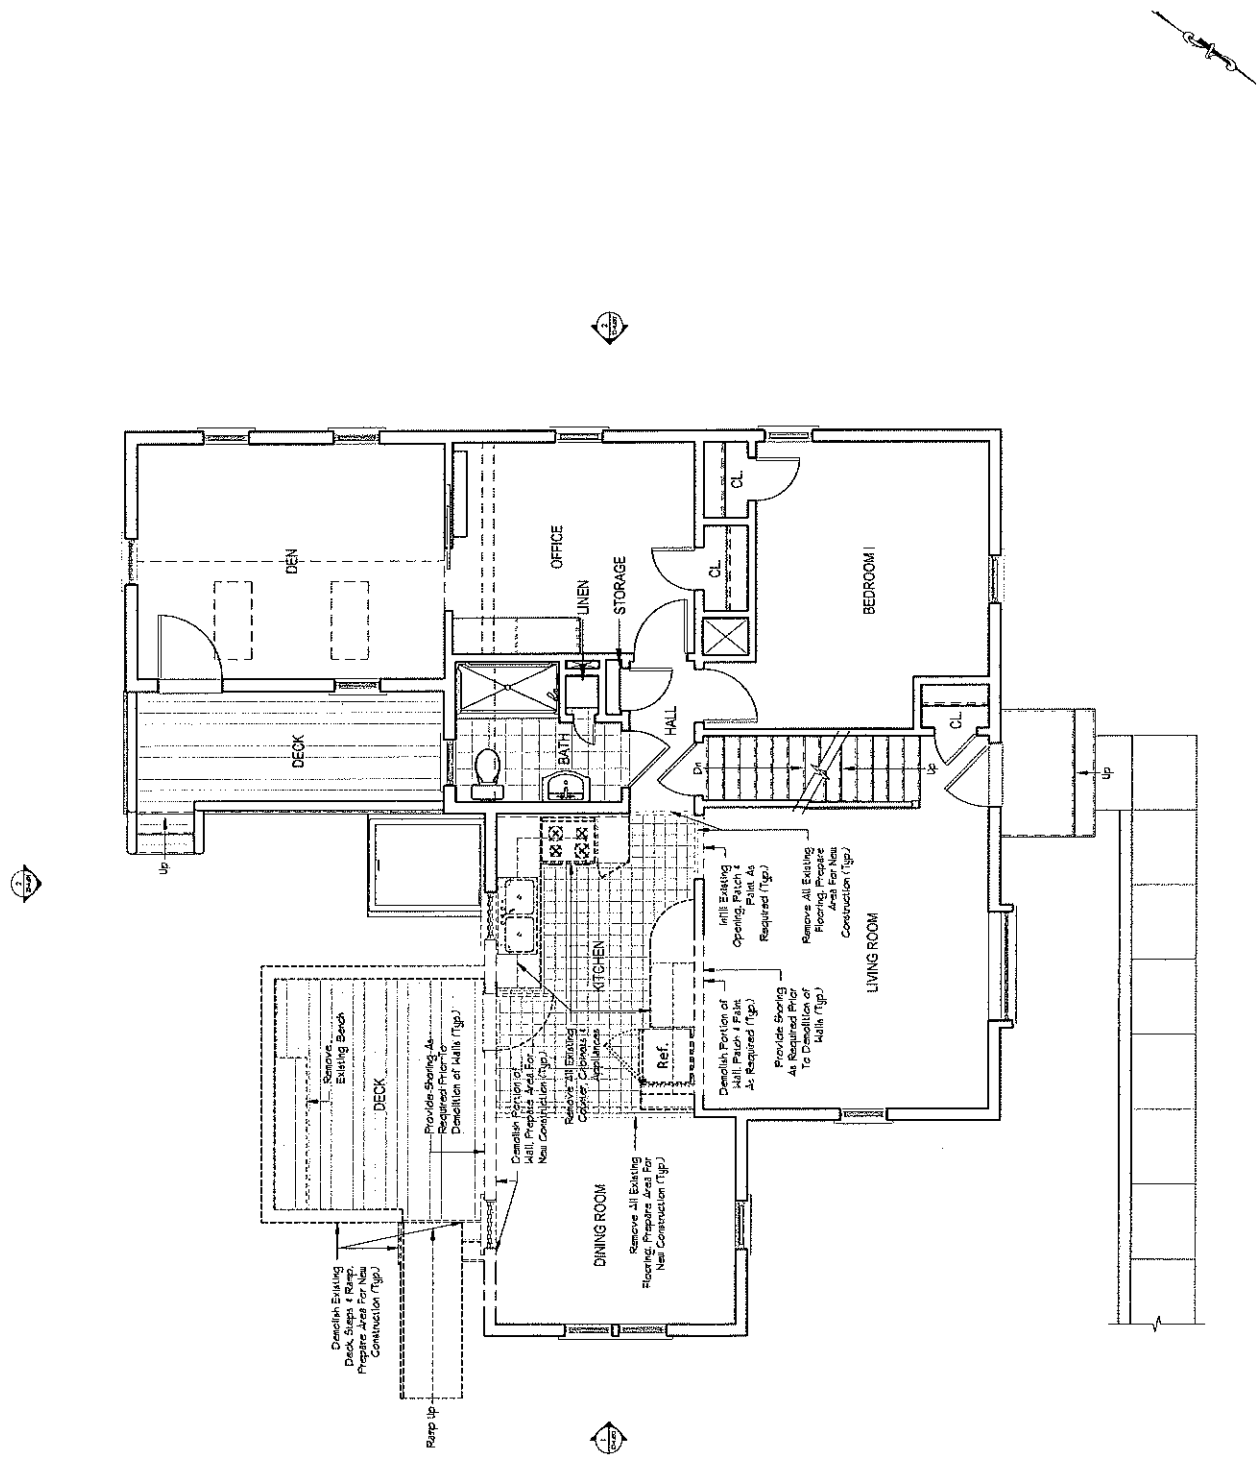 DEN
OFFICE
LINEN
STORAGE
CL.
CL.
BEDROOM 1
DECK
Up
BATH
HALL
Dn
Up
CL.
Up
KITCHEN
Ref.
LIVING ROOM
Infill Existing
Opening, Patch &
Paint As
Required (Typ.)
Remove All Existing
Flooring, Prepare
Area For New
Construction (Typ.)
Demolish Portion of
Wall, Patch & Paint
As Required (Typ.)
Provide Shoring
As Required Prior
To Demolition of
Walls (Typ.)
Remove
Existing Bench
DECK
Provide Shoring As
Required Prior To
Demolition of Walls (Typ.)
Demolish Portion of
Wall, Prepare Area For
New Construction (Typ.)
Remove All Existing
Counter, Cabinets &
Appliances
DINING ROOM
Remove All Existing
Flooring, Prepare Area For
New Construction (Typ.)
Demolish Existing
Deck, Steps & Ramp,
Prepare Area For New
Construction (Typ.)
Ramp Up
2
2
1